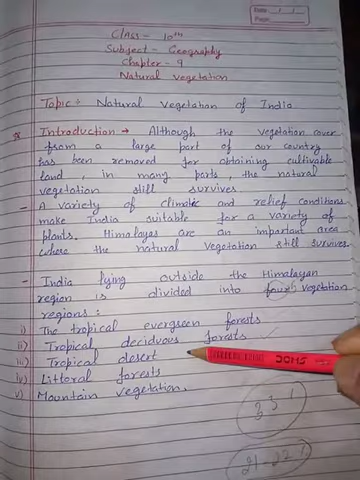 Date: / /
Page:
Class - 10th
Subject - Geography
Chapter - 9
Natural vegetation
Topic :- Natural Vegetation of India
* Introduction → Although the vegetation cover
from a large part of our country
has been removed for obtaining cultivable
land, in many parts, the natural
vegetation still survives.
- A variety of climatic and relief conditions
make India suitable for a variety of
plants. Himalayas are an important area
where the natural vegetation still survives
- India lying outside the Himalayan
region is divided into four vegetation
regions:
i) The tropical evergreen forests
ii) Tropical deciduous forests
iii) Tropical desert
iv) Littoral forests
v) Mountain vegetation.
DOMS
33